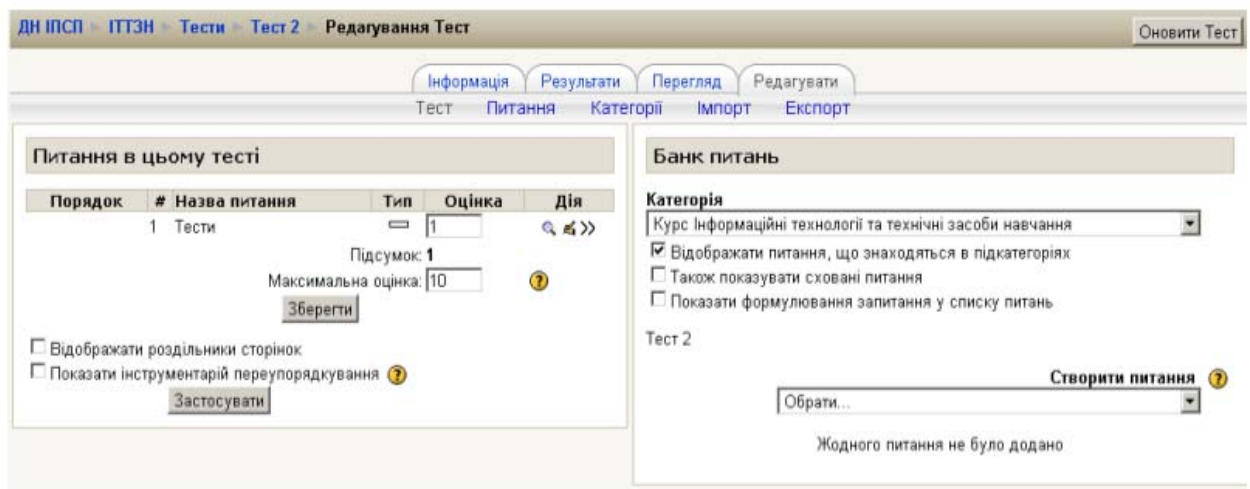 ДН ІПСП ► ІТТЗН ► Тести ► Тест 2 ► Редагування Тест
Оновити Тест
Інформація Результати Перегляд Редагувати
Тест Питання Категорії Імпорт Експорт
Питання в цьому тесті
Порядок # Назва питання Тип Оцінка Дія
1 Тести 1
Підсумок: 1
Максимальна оцінка: 10
Зберегти
Відображати роздільники сторінок
Показати інструментарій переупорядкування
Застосувати
Банк питань
Категорія
Курс Інформаційні технології та технічні засоби навчання
Відображати питання, що знаходяться в підкатегоріях
Також показувати сховані питання
Показати формулювання запитання у списку питань
Тест 2
Створити питання
Обрати...
Жодного питання не було додано